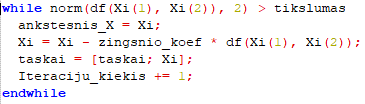 while norm(df(Xi(1), Xi(2)), 2) > tikslumas
ankstesnis_X = Xi;
Xi = Xi - zingsnio_koef * df(Xi(1), Xi(2));
taskai = [taskai; Xi];
Iteraciju_kiekis += 1;
endwhile